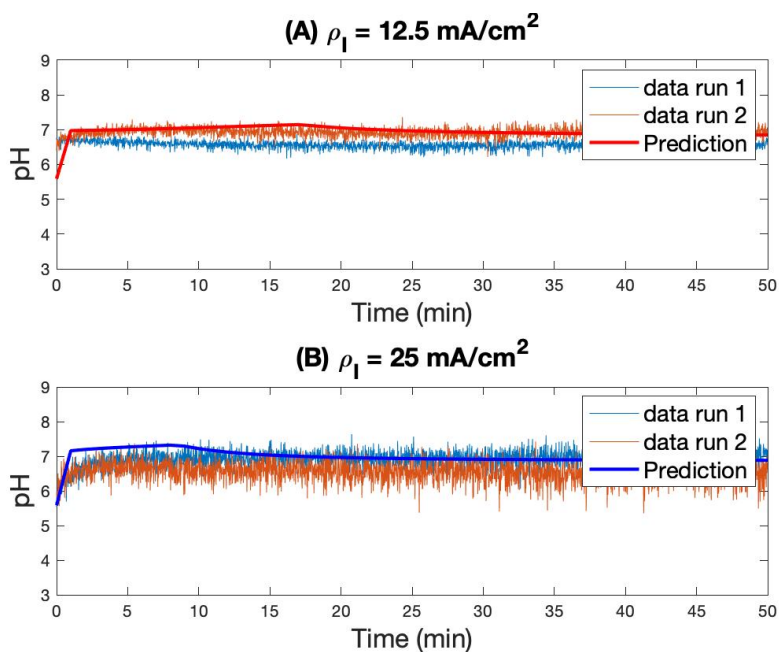 (A) ρI = 12.5 mA/cm2
9
8
7
6
5
4
3
pH
data run 1
data run 2
Prediction
0 5 10 15 20 25 30 35 40 45 50
Time (min)
(B) ρI = 25 mA/cm2
9
8
7
6
5
4
3
pH
data run 1
data run 2
Prediction
0 5 10 15 20 25 30 35 40 45 50
Time (min)